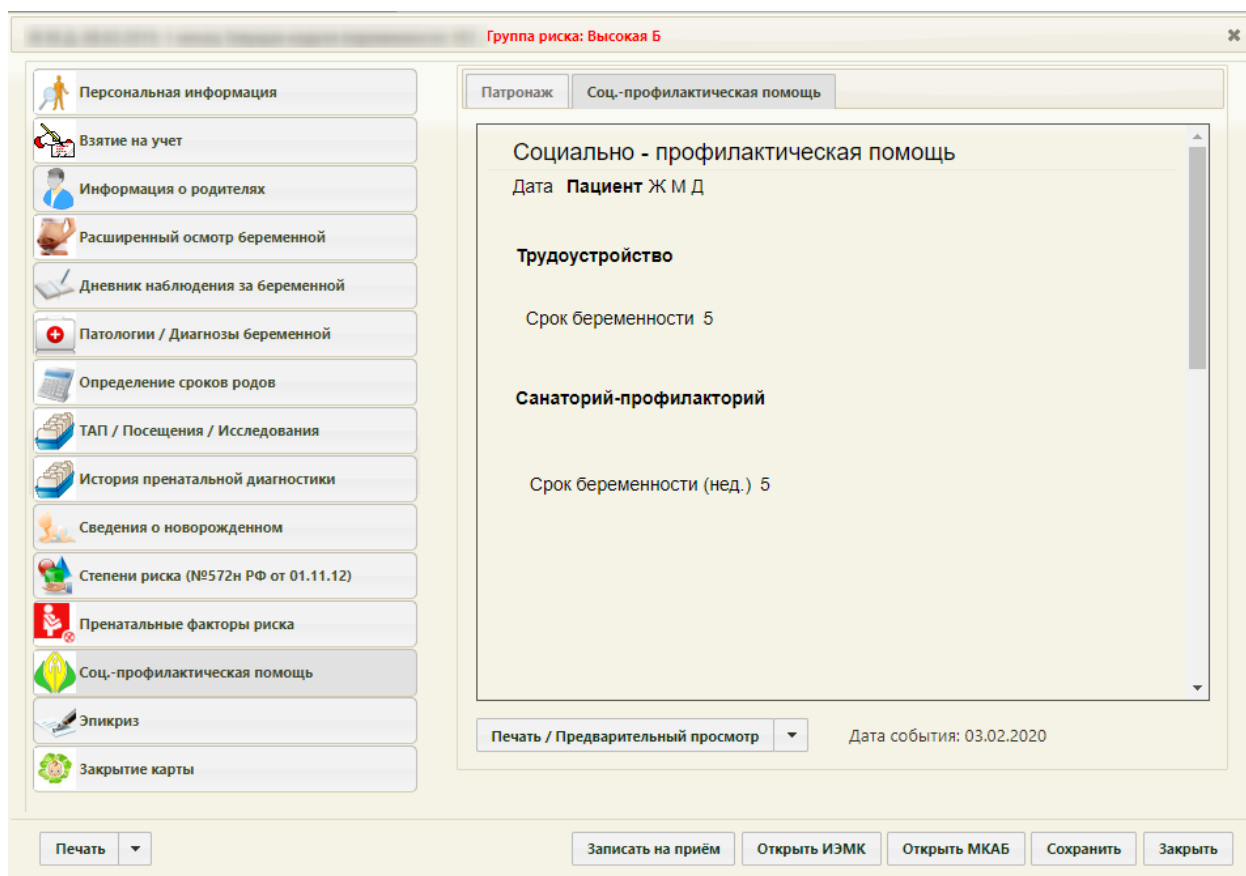 Группа риска: Высокая Б
Персональная информация
Взятие на учет
Информация о родителях
Расширенный осмотр беременной
Дневник наблюдения за беременной
Патологии / Диагнозы беременной
Определение сроков родов
ТАП / Посещения / Исследования
История пренатальной диагностики
Сведения о новорожденном
Степени риска (№572н РФ от 01.11.12)
Пренатальные факторы риска
Соц.-профилактическая помощь
Эпикриз
Закрытие карты
Патронаж Соц.-профилактическая помощь
Социально - профилактическая помощь
Дата Пациент Ж М Д
Трудоустройство
Срок беременности 5
Санаторий-профилакторий
Срок беременности (нед.) 5
Печать / Предварительный просмотр Дата события: 03.02.2020
Печать Записать на приём Открыть ИЭМК Открыть МКАБ Сохранить Закрыть